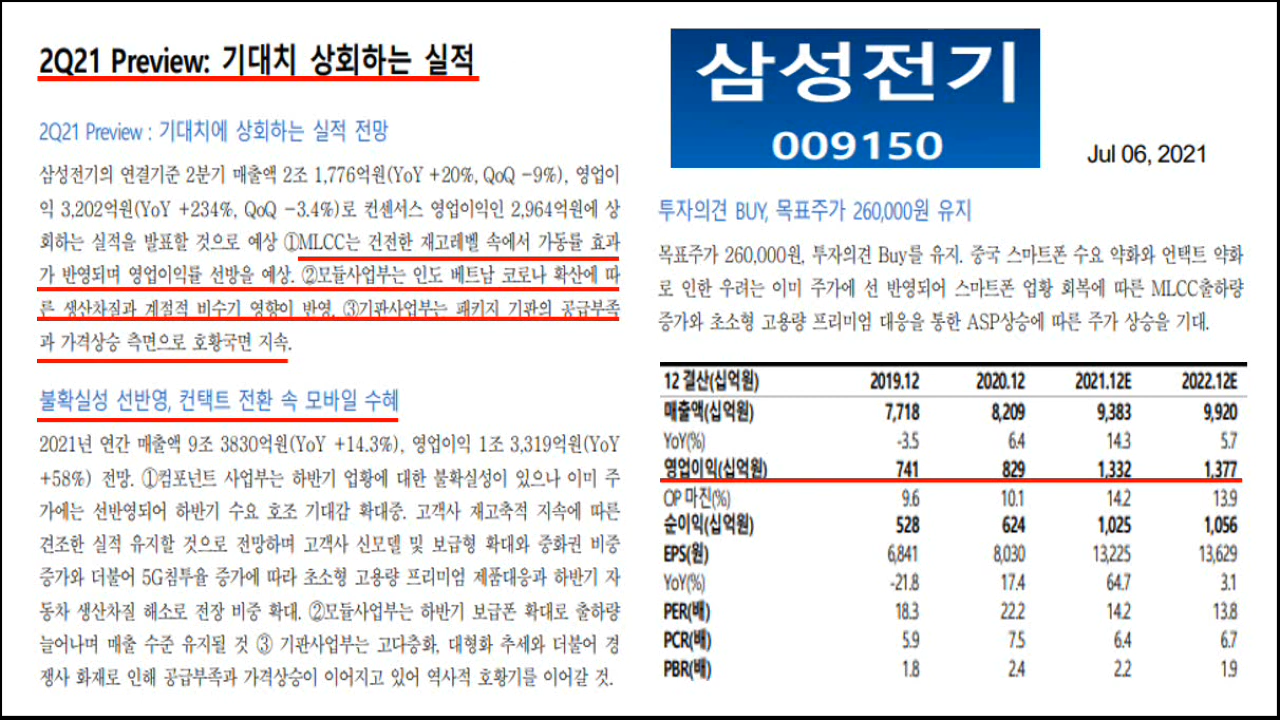 2Q21 Preview: 기대치 상회하는 실적
2Q21 Preview : 기대치에 상회하는 실적 전망
삼성전기의 연결기준 2분기 매출액 2조 1,776억원(YoY +20%, QoQ -9%), 영업이
익 3,202억원(YoY +234%, QoQ -3.4%)로 컨센서스 영업이익인 2,964억원에 상
회하는 실적을 발표할 것으로 예상 ①MLCC는 건전한 재고레벨 속에서 가동률 효과
가 반영되며 영업이익률 선방을 예상. ②모듈사업부는 인도 베트남 코로나 확산에 따
른 생산차질과 계절적 비수기 영향이 반영. ③기판사업부는 패키지 기판의 공급부족
과 가격상승 측면으로 호황국면 지속.
불확실성 선반영, 컨택트 전환 속 모바일 수혜
2021년 연간 매출액 9조 3830억원(YoY +14.3%), 영업이익 1조 3,319억원(YoY
+58%) 전망. ①컴포넌트 사업부는 하반기 업황에 대한 불확실성이 있으나 이미 주
가에는 선반영되어 하반기 수요 호조 기대감 확대중. 고객사 재고축적 지속에 따른
견조한 실적 유지할 것으로 전망하며 고객사 신모델 및 보급형 확대와 중화권 비중
증가와 더불어 5G침투율 증가에 따라 초소형 고용량 프리미엄 제품대응과 하반기 자
동차 생산차질 해소로 전장 비중 확대. ②모듈사업부는 하반기 보급폰 확대로 출하량
늘어나며 매출 수준 유지될 것 ③ 기판사업부는 고다층화, 대형화 추세와 더불어 경
쟁사 화재로 인해 공급부족과 가격상승이 이어지고 있어 역사적 호황기를 이어갈 것.
삼성전기
009150
Jul 06, 2021
투자의견 BUY, 목표주가 260,000원 유지
목표주가 260,000원, 투자의견 Buy를 유지. 중국 스마트폰 수요 약화와 언택트 약화
로 인한 우려는 이미 주가에 선 반영되어 스마트폰 업황 회복에 따른 MLCC출하량
증가와 초소형 고용량 프리미엄 대응을 통한 ASP상승에 따른 주가 상승을 기대.
12 결산(십억원) 2019.12 2020.12 2021.12E 2022.12E
매출액(십억원) 7,718 8,209 9,383 9,920
YoY(%) -3.5 6.4 14.3 5.7
영업이익(십억원) 741 829 1,332 1,377
OP 마진(%) 9.6 10.1 14.2 13.9
순이익(십억원) 528 624 1,025 1,056
EPS(원) 6,841 8,030 13,225 13,629
YoY(%) -21.8 17.4 64.7 3.1
PER(배) 18.3 22.2 14.2 13.8
PCR(배) 5.9 7.5 6.4 6.7
PBR(배) 1.8 2.4 2.2 1.9